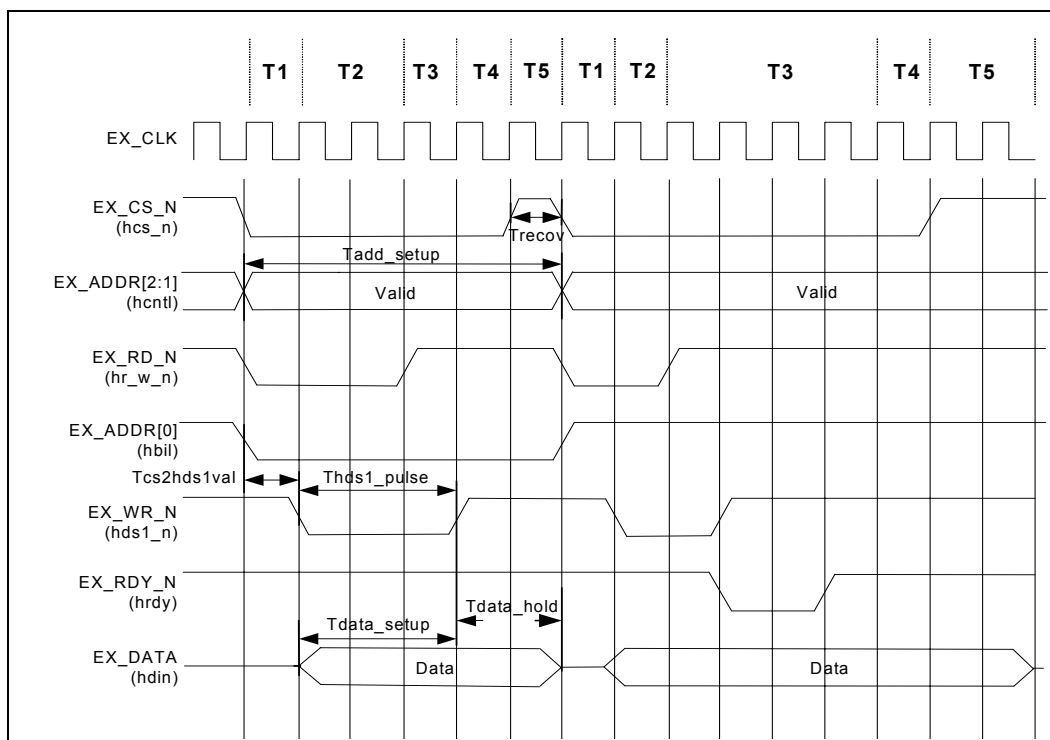 T1 T2 T3 T4 T5 T1 T2 T3 T4 T5
EX_CLK
EX_CS_N
(hcs_n)
Trecov
Tadd_setup
EX_ADDR[2:1]
(hcntl)
Valid Valid
EX_RD_N
(hr_w_n)
EX_ADDR[0]
(hbil)
Tcs2hds1val Thds1_pulse
EX_WR_N
(hds1_n)
EX_RDY_N
(hrdy)
Tdata_hold
Tdata_setup
EX_DATA
(hdin)
Data Data